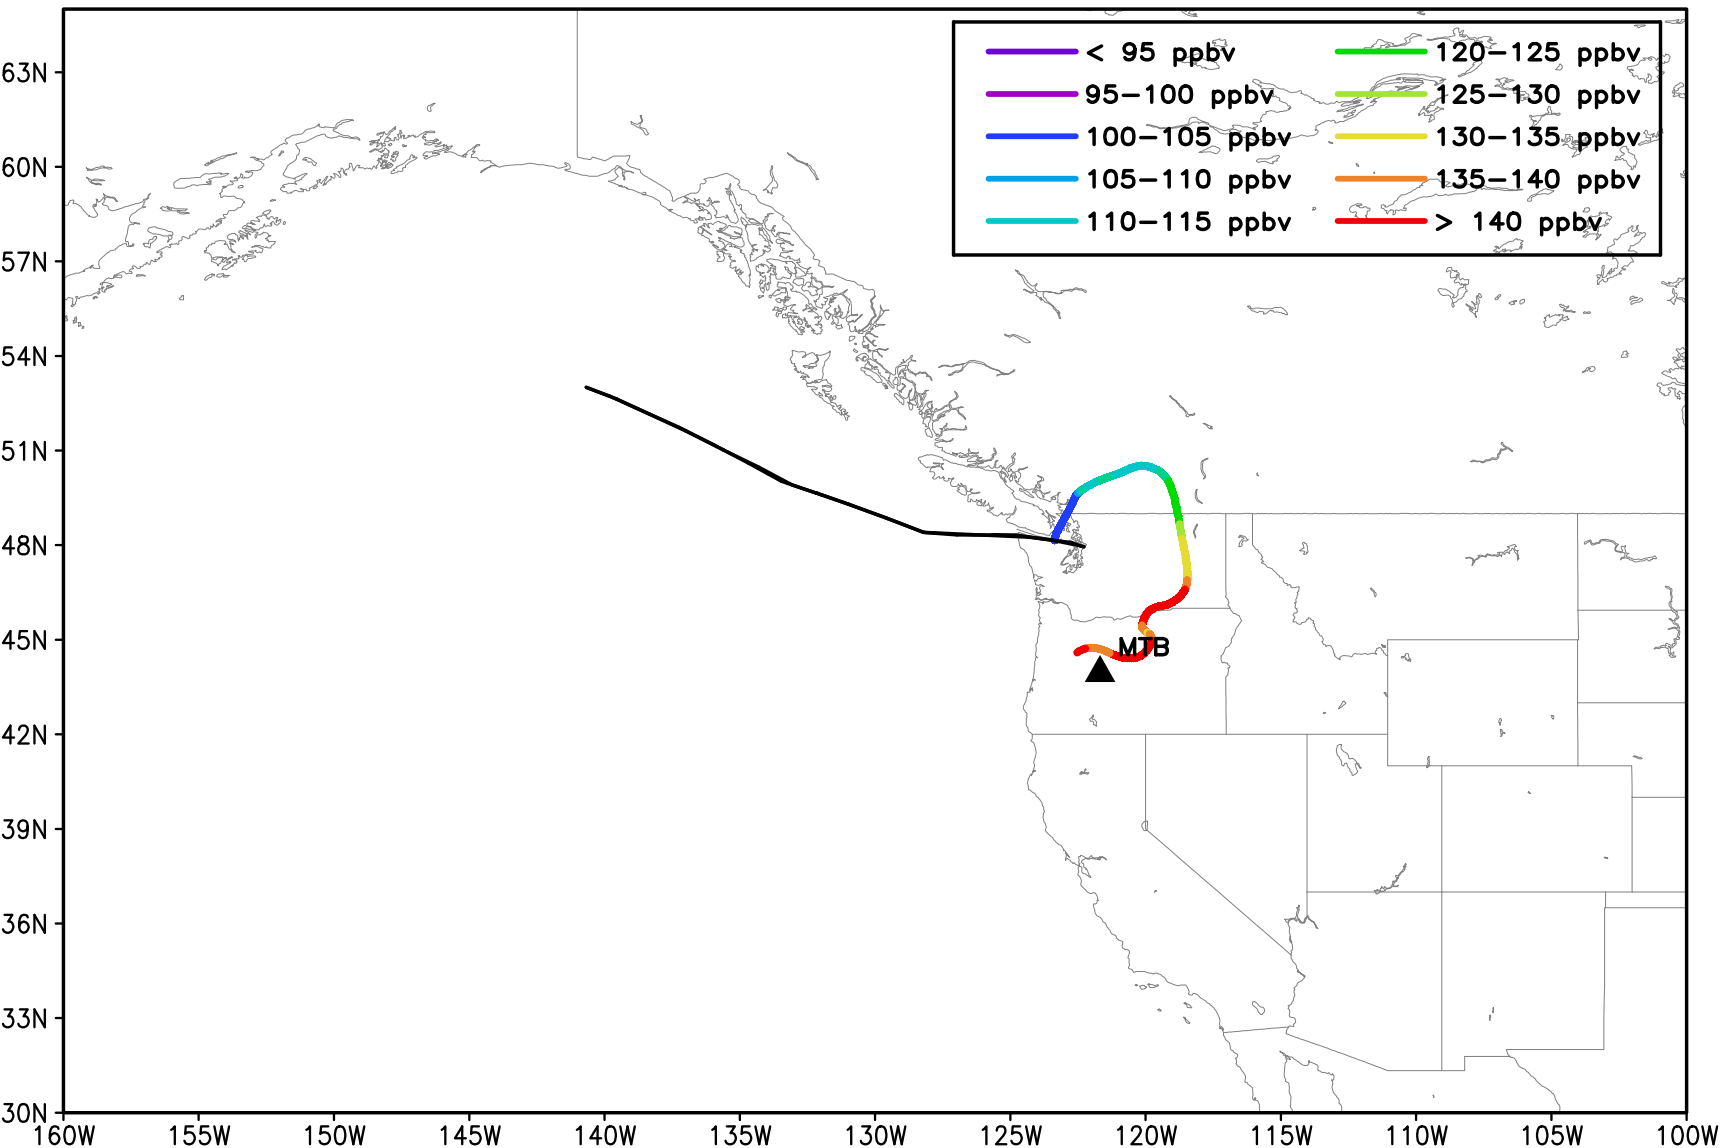 63N
60N
57N
54N
51N
48N
45N
42N
39N
36N
33N
30N
< 95 ppbv
95-100 ppbv
100-105 ppbv
105-110 ppbv
110-115 ppbv
120-125 ppbv
125-130 ppbv
130-135 ppbv
135-140 ppbv
> 140 ppbv
MTB
160W 155W 150W 145W 140W 135W 130W 125W 120W 115W 110W 105W 100W